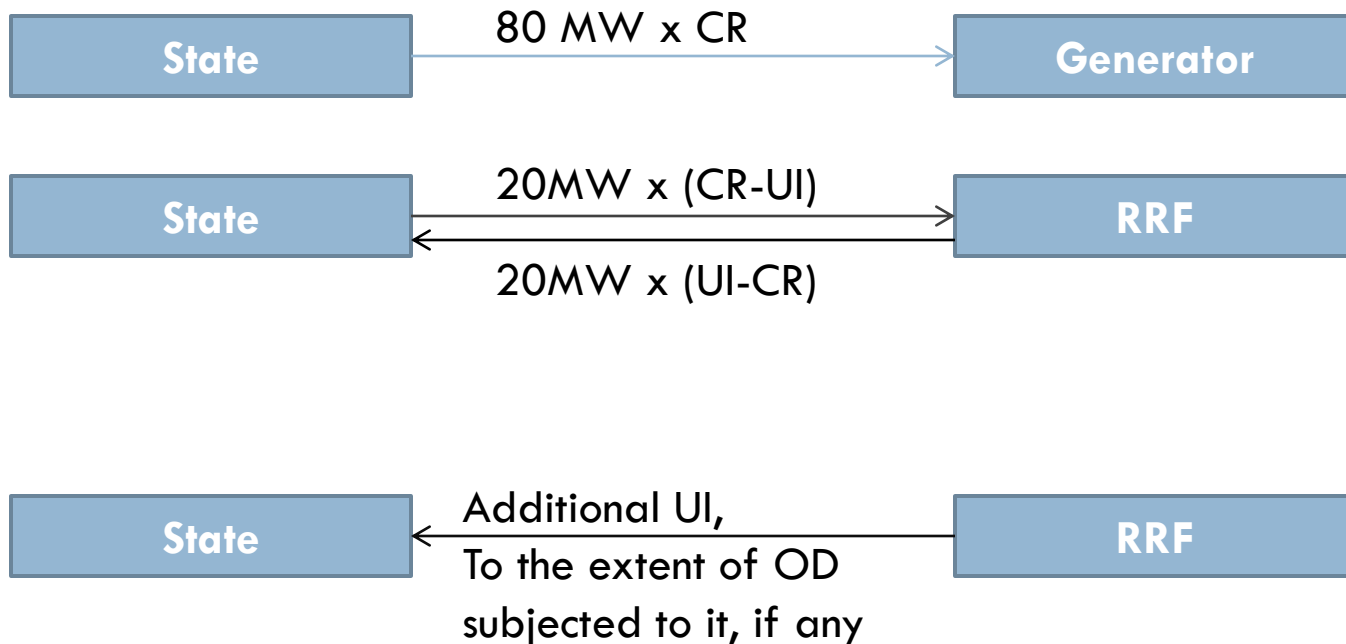 State
80 MW x CR
Generator
State
20MW x (CR-UI)
20MW x (UI-CR)
RRF
State
Additional UI,
To the extent of OD
subjected to it, if any
RRF